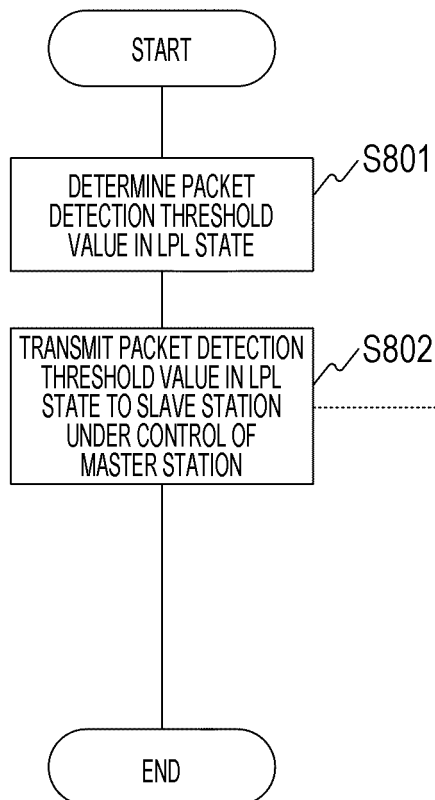 START
S801
DETERMINE PACKET
DETECTION THRESHOLD
VALUE IN LPL STATE
S802
TRANSMIT PACKET DETECTION
THRESHOLD VALUE IN LPL
STATE TO SLAVE STATION
UNDER CONTROL OF
MASTER STATION
END